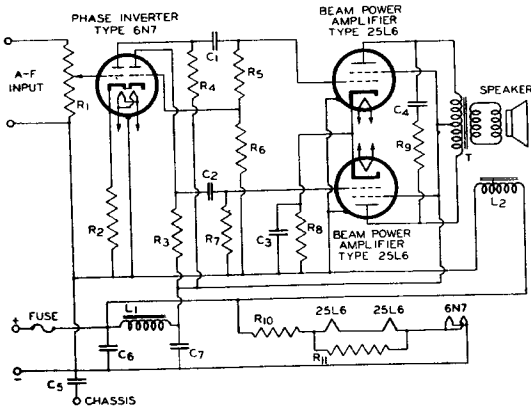 PHASE INVERTER
TYPE 6N7
BEAM POWER
AMPLIFIER
TYPE 25L6
A-F
INPUT
R1
C1
R4
R5
C4
SPEAKER
R6
R9
T
C2
L2
R2
R3
R7
C3
R8
BEAM POWER
AMPLIFIER
TYPE 25L6
+
FUSE
L1
R10
25L6
25L6
6N7
C6
C7
R11
–
C5
CHASSIS